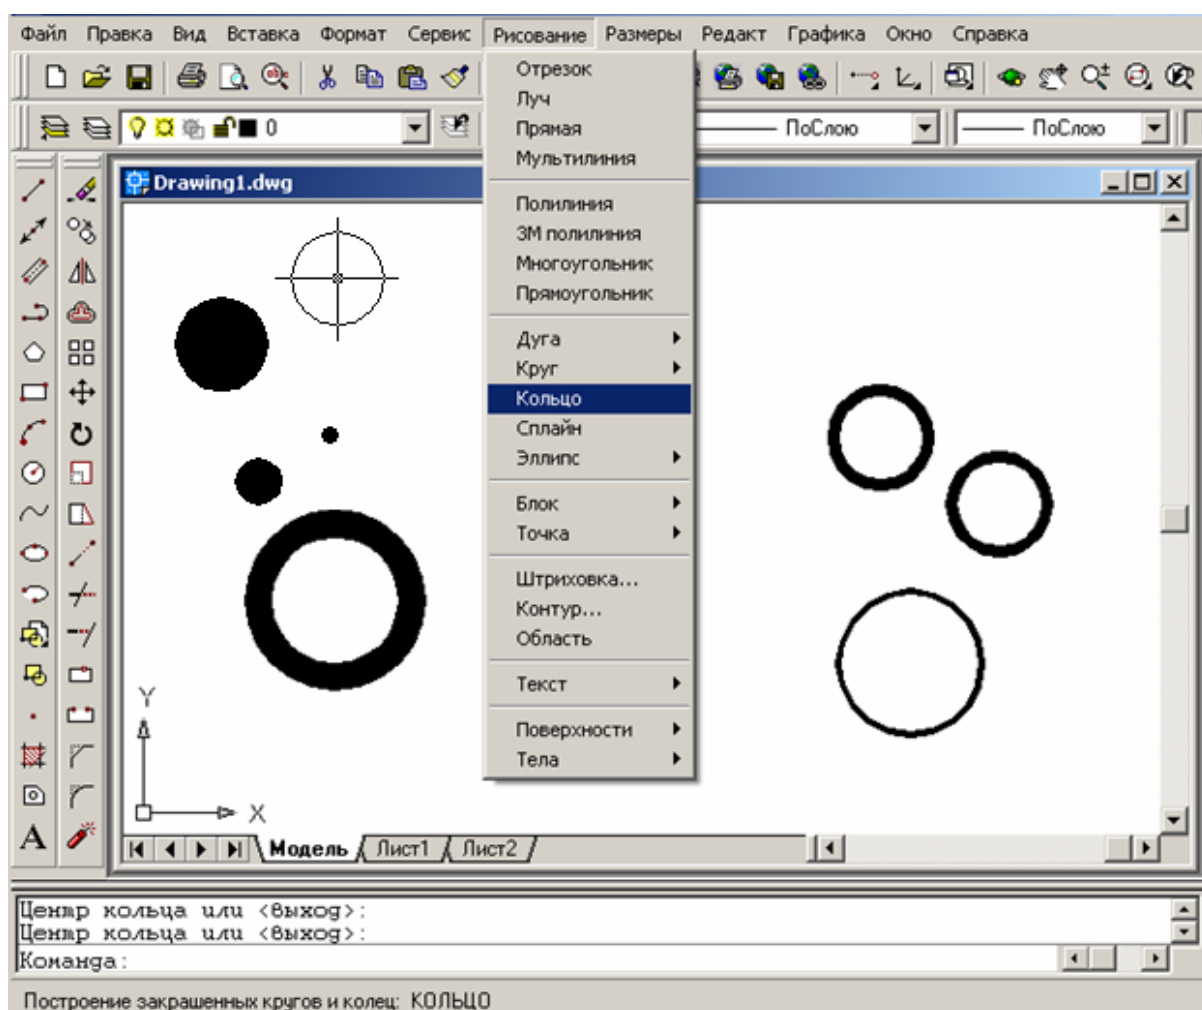 Файл Правка Вид Вставка Формат Сервис Рисование Размеры Редакт Графика Окно Справка
0 ПоСлою ПоСлою
Drawing1.dwg
Отрезок
Луч
Прямая
Мультилиния
Полилиния
3М полилиния
Многоугольник
Прямоугольник
Дуга
Круг
Кольцо
Сплайн
Эллипс
Блок
Точка
Штриховка...
Контур...
Область
Текст
Поверхности
Тела
Y
X
A
Модель Лист1 Лист2
Центр кольца или <выход>:
Центр кольца или <выход>:
Команда:
Построение закрашенных кругов и колец: КОЛЬЦО